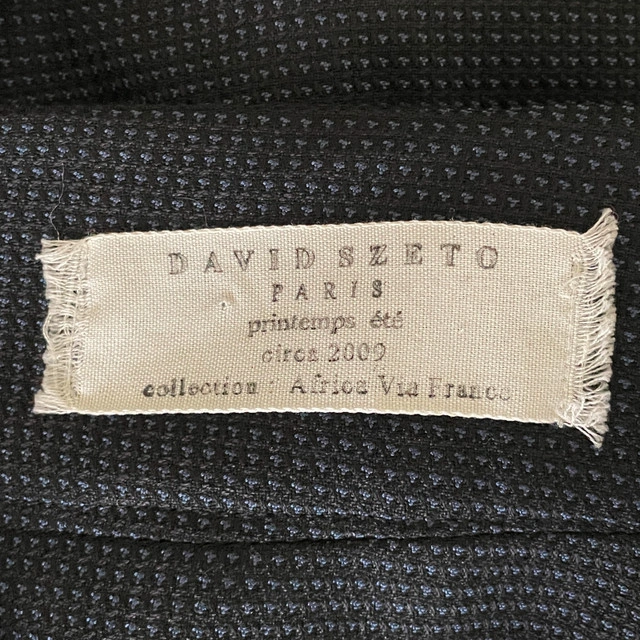 DAVID SZETO
PARIS
printemps été
circa 2009
collection : Africa Via France